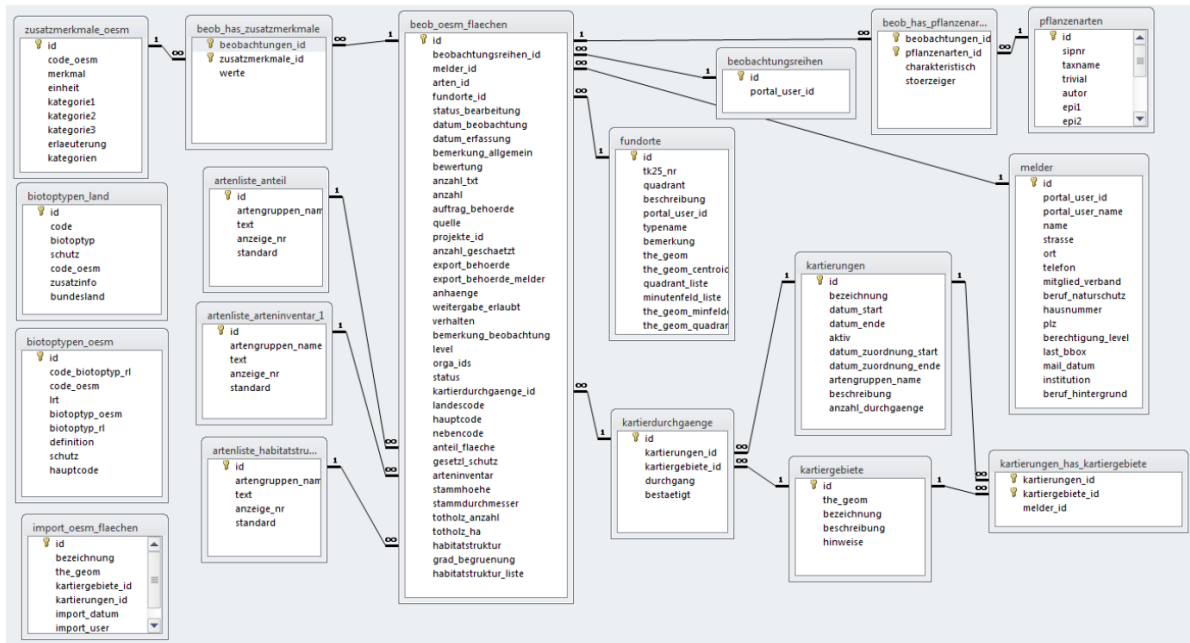 zusatzmerkmale_oesm
id
code_oesm
merkmal
einheit
kategorie1
kategorie2
kategorie3
erlaeuterung
kategorien
beob_has_zusatzmerkmale
beobachtungen_id
zusatzmerkmale_id
werte
beob_oesm_flaechen
id
beobachtungsreihen_id
melder_id
arten_id
fundorte_id
status_bearbeitung
datum_beobachtung
datum_erfassung
bemerkung_allgemein
bewertung
anzahl_txt
anzahl
auftrag_behoerde
quelle
projekte_id
anzahl_geschaetzt
export_behoerde
export_behoerde_melder
anhaenge
weitergabe_erlaubt
verhalten
bemerkung_beobachtung
level
orga_ids
status
kartierdurchgaenge_id
landescode
hauptcode
nebencode
anteil_flaeche
gesetzl_schutz
arteninventar
stammhoehe
stammdurchmesser
totholz_anzahl
totholz_ha
habitatstruktur
grad_begruenung
habitatstruktur_liste
beob_has_pflanzenar...
beobachtungen_id
pflanzenarten_id
charakteristisch
stoerzeiger
pflanzenarten
id
sipnr
taxname
trivial
autor
epi1
epi2
beobachtungsreihen
id
portal_user_id
fundorte
id
tk25_nr
quadrant
beschreibung
portal_user_id
typename
bemerkung
the_geom
the_geom_centroid
quadrant_liste
minutenfeld_liste
the_geom_minfelde
the_geom_quadran
melder
id
portal_user_id
portal_user_name
name
strasse
ort
telefon
mitglied_verband
beruf_naturschutz
hausnummer
plz
berechtigung_level
last_bbox
mail_datum
institution
beruf_hintergrund
biotoptypen_land
id
code
biotoptyp
schutz
code_oesm
zusatzinfo
bundesland
artenliste_anteil
id
artengruppen_nam
text
anzeige_nr
standard
kartierungen
id
bezeichnung
datum_start
datum_ende
aktiv
datum_zuordnung_start
datum_zuordnung_ende
artengruppen_name
beschreibung
anzahl_durchgaenge
biotoptypen_oesm
id
code_biotoptyp_rl
code_oesm
lrt
biotoptyp_oesm
biotoptyp_rl
definition
schutz
hauptcode
artenliste_arteninventar_1
id
artengruppen_name
text
anzeige_nr
standard
artenliste_habitatstru...
id
artengruppen_nam
text
anzeige_nr
standard
kartierdurchgaenge
id
kartierungen_id
kartiergebiete_id
durchgang
bestaetigt
kartiergebiete
id
the_geom
bezeichnung
beschreibung
hinweise
kartierungen_has_kartiergebiete
kartierungen_id
kartiergebiete_id
melder_id
import_oesm_flaechen
id
bezeichnung
the_geom
kartiergebiete_id
kartierungen_id
import_datum
import_user